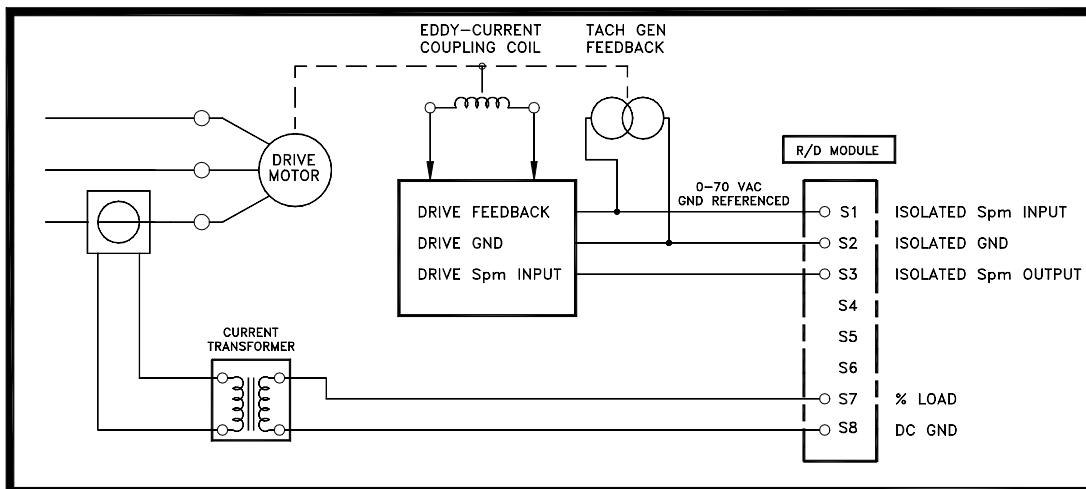 EDDY-CURRENT
COUPLING COIL
TACH GEN
FEEDBACK
DRIVE
MOTOR
R/D MODULE
0-70 VAC
GND REFERENCED
DRIVE FEEDBACK
DRIVE GND
DRIVE Spm INPUT
S1 ISOLATED Spm INPUT
S2 ISOLATED GND
S3 ISOLATED Spm OUTPUT
S4
S5
S6
S7 % LOAD
S8 DC GND
CURRENT
TRANSFORMER